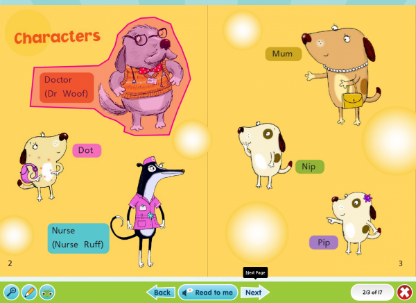 Characters
Doctor
(Dr Woof)
Dot
Nurse
(Nurse Ruff)
2
Mum
Nip
Pip
3
Next Page
Back
Read to me
Next
2/3 of 17